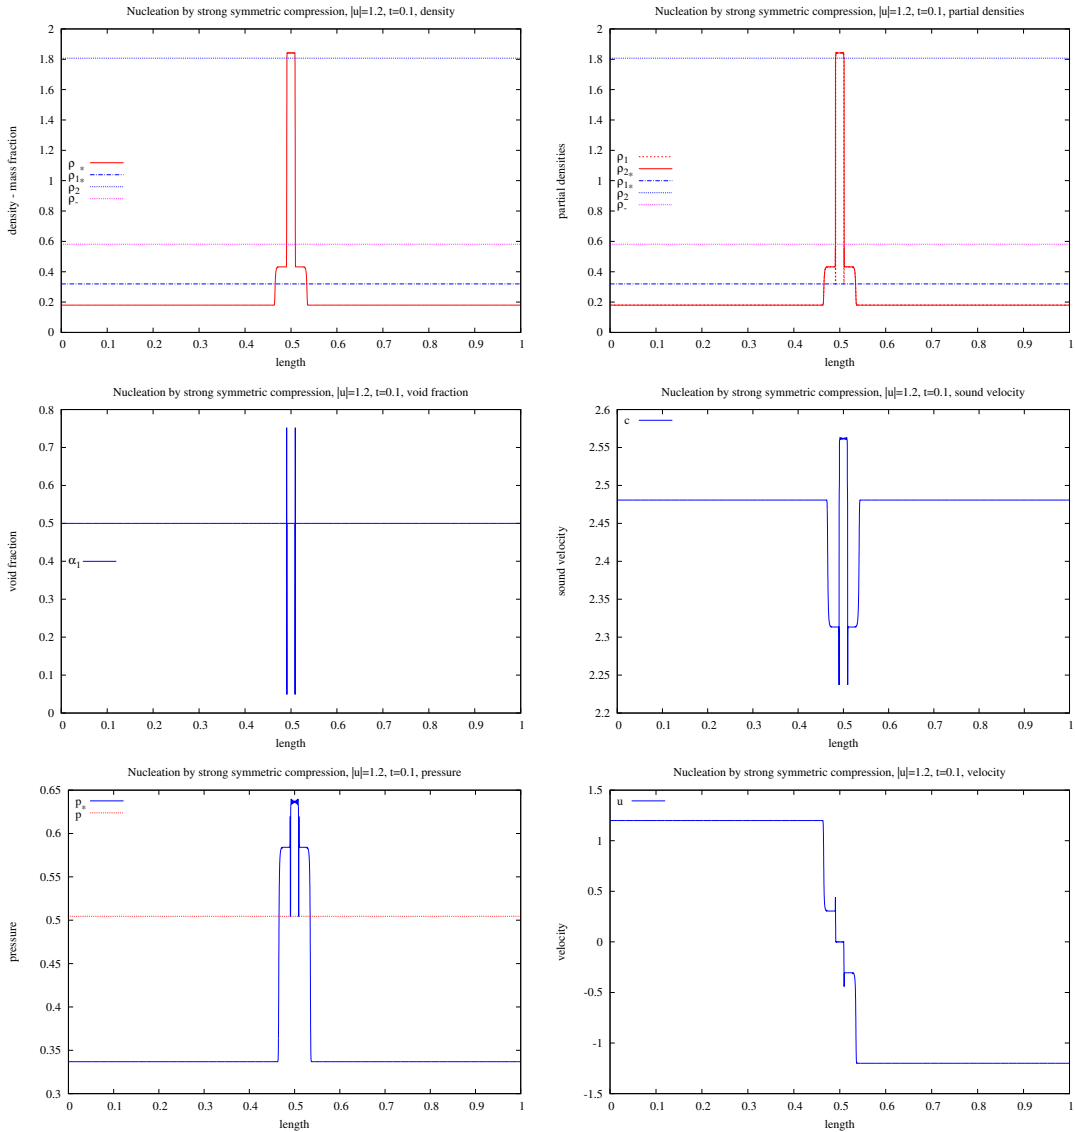 Nucleation by strong symmetric compression, |u|=1.2, t=0.1, density
2
1.8
1.6
1.4
1.2
1
0.8
0.6
0.4
0.2
0
density - mass fraction
ρ *
ρ1*
ρ2
ρ-
0 0.1 0.2 0.3 0.4 0.5 0.6 0.7 0.8 0.9 1
length
Nucleation by strong symmetric compression, |u|=1.2, t=0.1, partial densities
2
1.8
1.6
1.4
1.2
1
0.8
0.6
0.4
0.2
0
partial densities
ρ1
ρ2*
ρ1*
ρ2
ρ-
0 0.1 0.2 0.3 0.4 0.5 0.6 0.7 0.8 0.9 1
length
Nucleation by strong symmetric compression, |u|=1.2, t=0.1, void fraction
0.8
0.7
0.6
0.5
0.4
0.3
0.2
0.1
0
void fraction
α1
0 0.1 0.2 0.3 0.4 0.5 0.6 0.7 0.8 0.9 1
length
Nucleation by strong symmetric compression, |u|=1.2, t=0.1, sound velocity
2.6
2.55
2.5
2.45
2.4
2.35
2.3
2.25
2.2
sound velocity
c
0 0.1 0.2 0.3 0.4 0.5 0.6 0.7 0.8 0.9 1
length
Nucleation by strong symmetric compression, |u|=1.2, t=0.1, pressure
0.65
0.6
0.55
0.5
0.45
0.4
0.35
0.3
pressure
p*
p
0 0.1 0.2 0.3 0.4 0.5 0.6 0.7 0.8 0.9 1
length
Nucleation by strong symmetric compression, |u|=1.2, t=0.1, velocity
1.5
1
0.5
0
-0.5
-1
-1.5
velocity
u
0 0.1 0.2 0.3 0.4 0.5 0.6 0.7 0.8 0.9 1
length